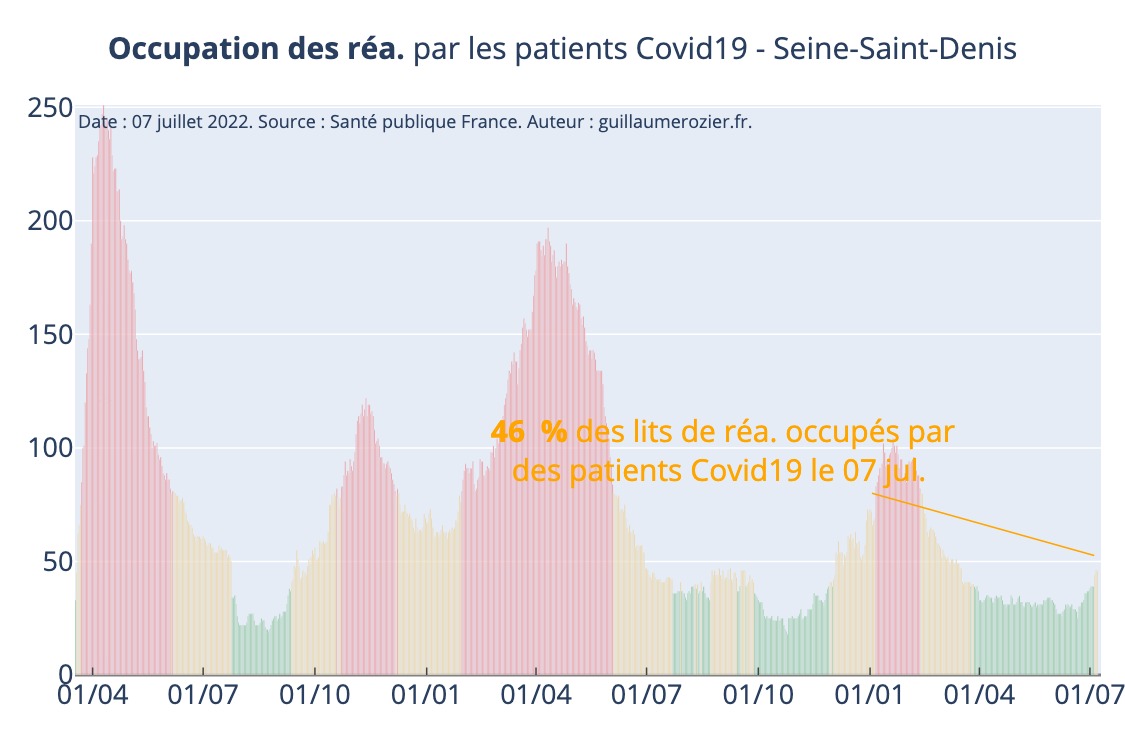 Occupation des réa. par les patients Covid19 - Seine-Saint-Denis
250
Date : 07 juillet 2022. Source : Santé publique France. Auteur : guillaumerozier.fr.
200
150
46 % des lits de réa. occupés par
100
des patients Covid19 le 07 jul.
50
0
01/04 01/07 01/10 01/01 01/04 01/07 01/10 01/01 01/04 01/07